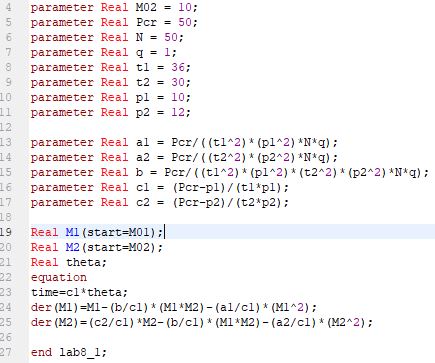 4 parameter Real M02 = 10;
5 parameter Real Pcr = 50;
6 parameter Real N = 50;
7 parameter Real q = 1;
8 parameter Real t1 = 36;
9 parameter Real t2 = 30;
10 parameter Real p1 = 10;
11 parameter Real p2 = 12;
12
13 parameter Real a1 = Pcr/((t1^2)*(p1^2)*N*q);
14 parameter Real a2 = Pcr/((t2^2)*(p2^2)*N*q);
15 parameter Real b = Pcr/((t1^2)*(p1^2)*(t2^2)*(p2^2)*N*q);
16 parameter Real c1 = (Pcr-p1)/(t1*p1);
17 parameter Real c2 = (Pcr-p2)/(t2*p2);
18
19 Real M1(start=M01);
20 Real M2(start=M02);
21 Real theta;
22 equation
23 time=c1*theta;
24 der(M1)=M1-(b/c1)*(M1*M2)-(a1/c1)*(M1^2);
25 der(M2)=(c2/c1)*M2-(b/c1)*(M1*M2)-(a2/c1)*(M2^2);
26
27 end lab8_1;